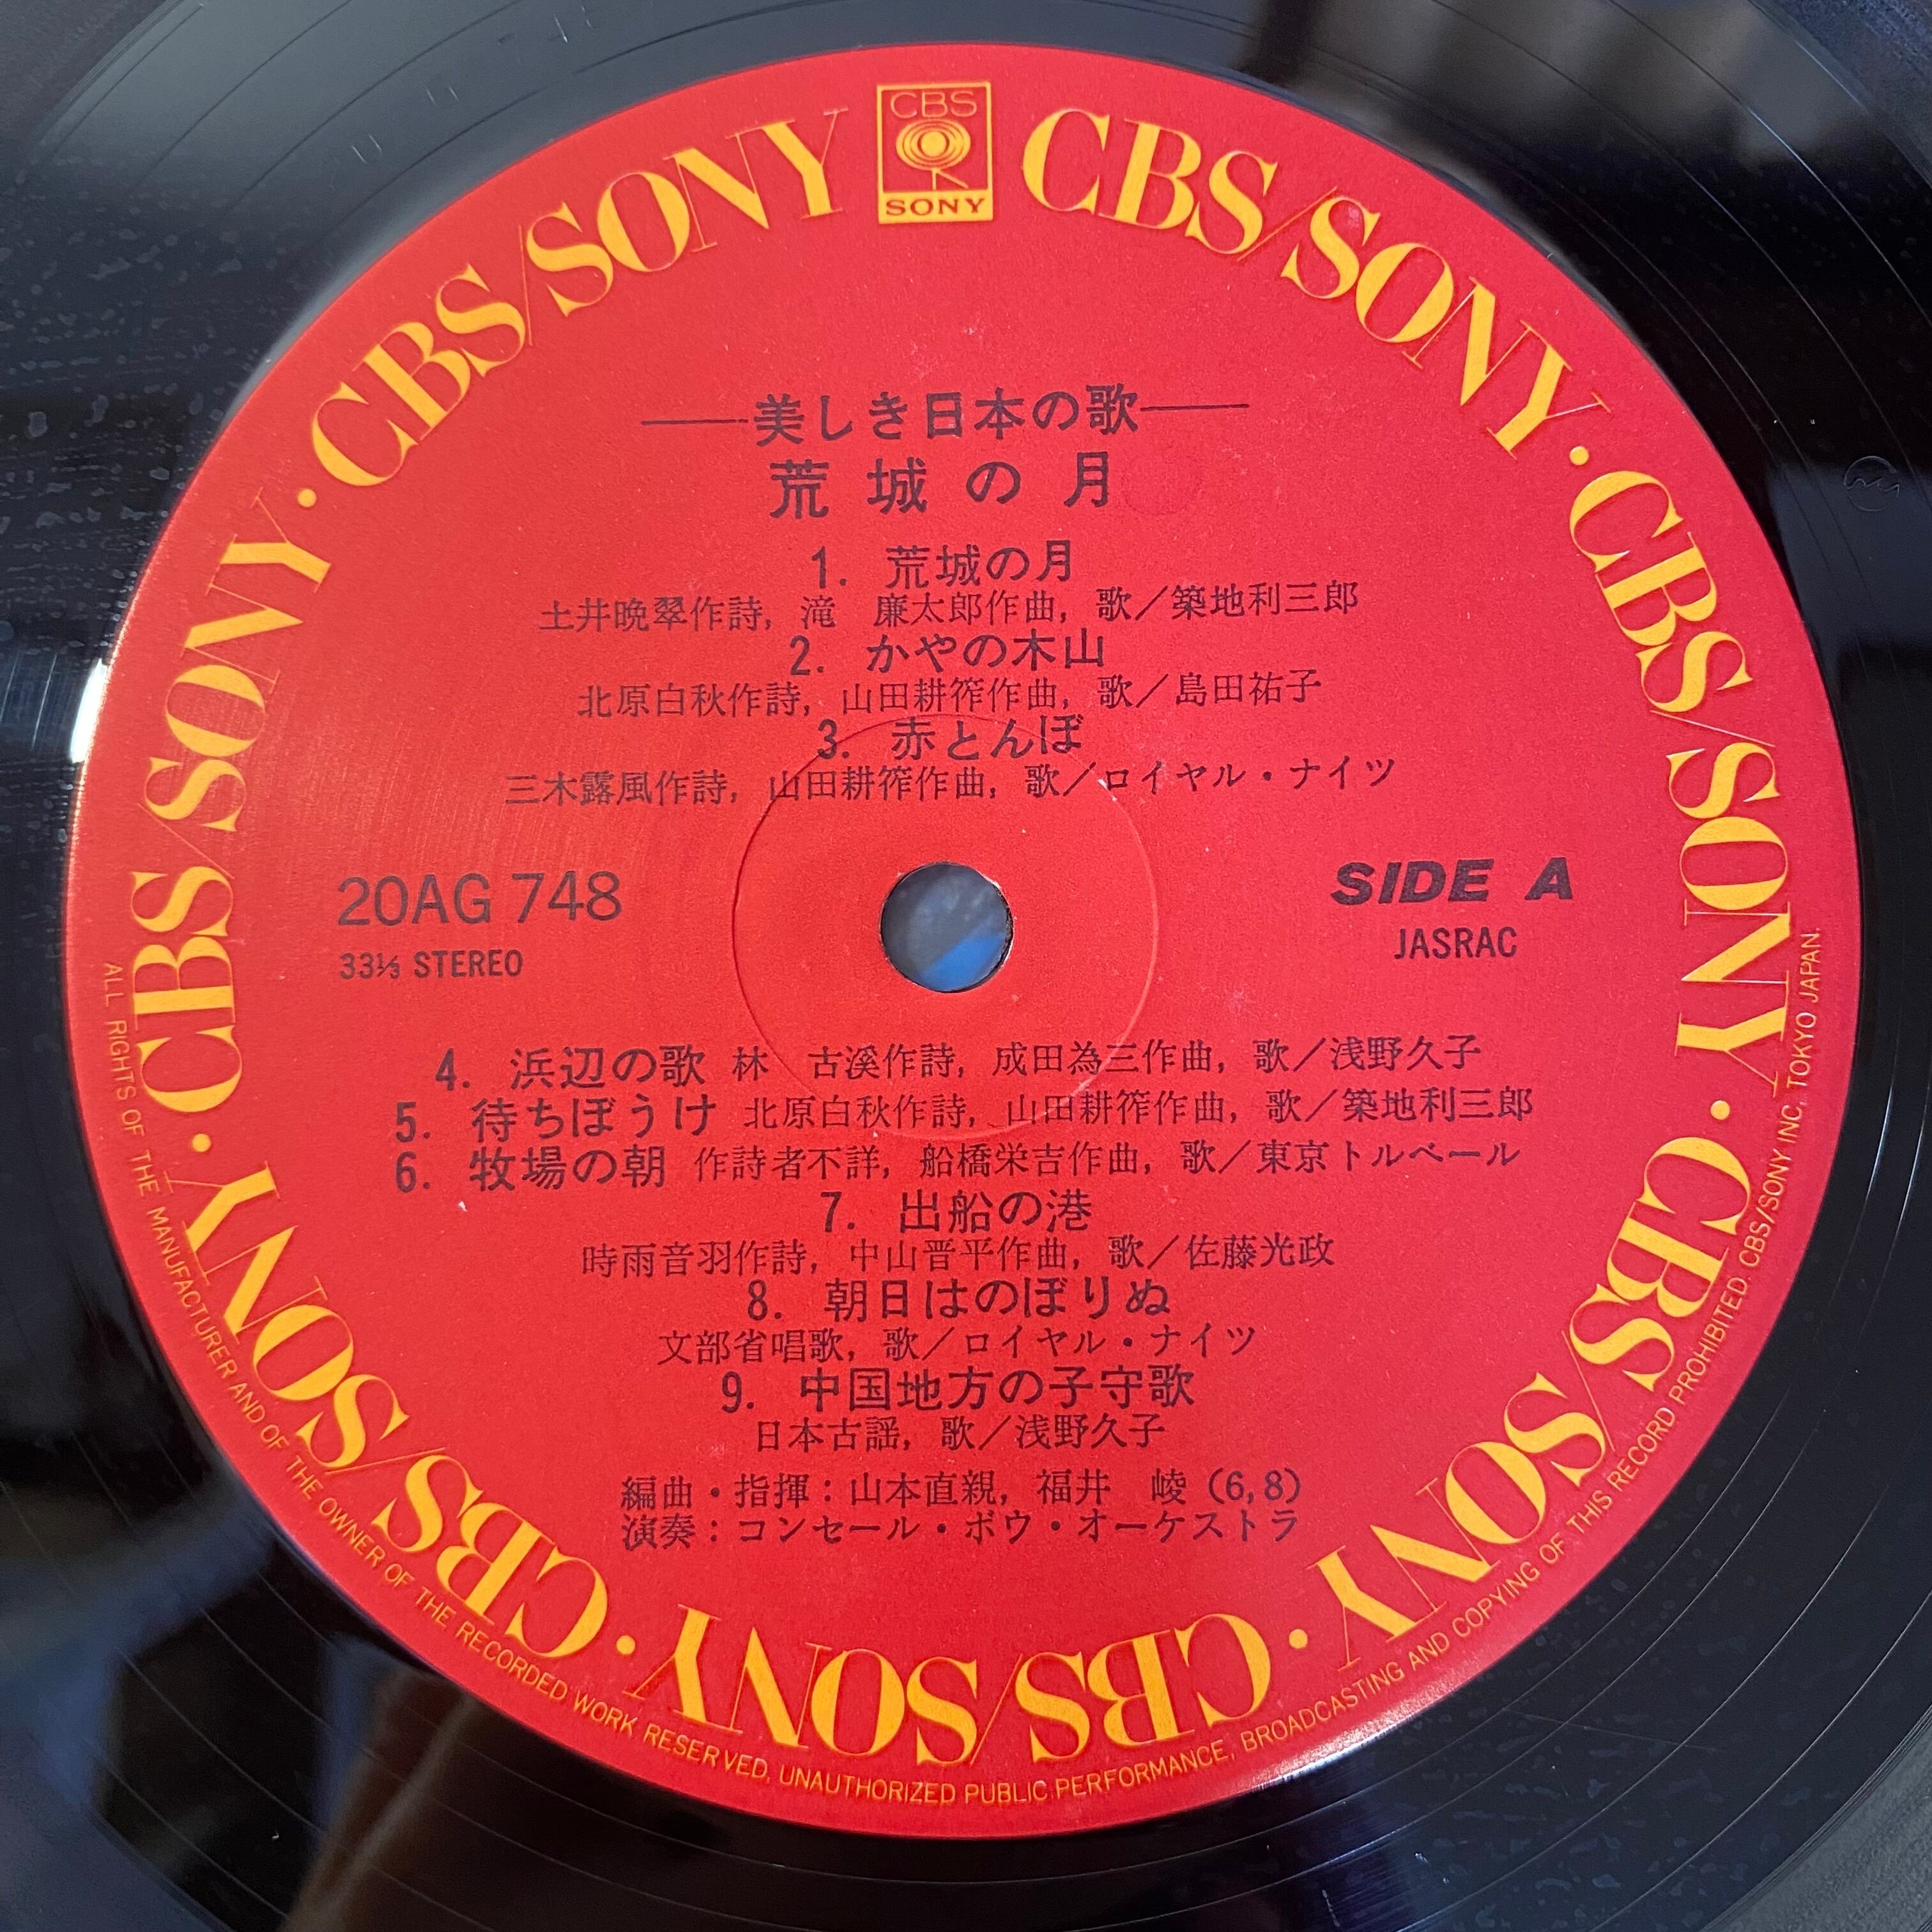 CBS
SONY
CBS/SONY · CBS/SONY · CBS/SONY · CBS/SONY · CBS/SONY · CBS/SONY · CBS/SONY · CBS/SONY
—美しき日本の歌—
荒城の月
1. 荒城の月
土井晩翠作詩, 滝 廉太郎作曲, 歌/築地利三郎
2. かやの木山
北原白秋作詩, 山田耕筰作曲, 歌/島田祐子
3. 赤とんぼ
三木露風作詩, 山田耕筰作曲, 歌/ロイヤル・ナイツ
20AG 748
33⅓ STEREO
SIDE A
JASRAC
4. 浜辺の歌 林 古溪作詩, 成田為三作曲, 歌/浅野久子
5. 待ちぼうけ 北原白秋作詩, 山田耕筰作曲, 歌/築地利三郎
6. 牧場の朝 作詩者不詳, 船橋栄吉作曲, 歌/東京トルベール
7. 出船の港
時雨音羽作詩, 中山晋平作曲, 歌/佐藤光政
8. 朝日はのぼりぬ
文部省唱歌, 歌/ロイヤル・ナイツ
9. 中国地方の子守歌
日本古謡, 歌/浅野久子
編曲・指揮:山本直親, 福井 崚(6,8)
演奏:コンセール・ボウ・オーケストラ
ALL RIGHTS OF THE MANUFACTURER AND OF THE OWNER OF THE RECORDED WORK RESERVED. UNAUTHORIZED PUBLIC PERFORMANCE, BROADCASTING AND COPYING OF THIS RECORD PROHIBITED. CBS/SONY INC, TOKYO JAPAN.